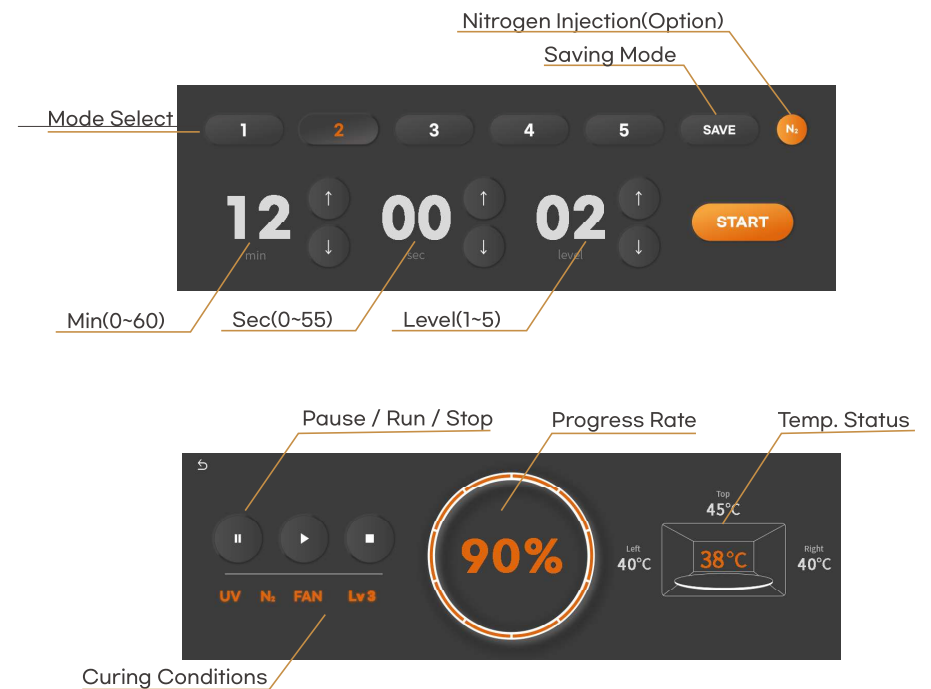 Nitrogen Injection(Option)
Saving Mode
Mode Select
1 2 3 4 5 SAVE N₂
12 00 02
START
min sec level
Min(0~60) Sec(0~55) Level(1~5)
Pause / Run / Stop Progress Rate Temp. Status
Top
45°C
90%
Left
40°C
38°C
Right
40°C
UV N₂ FAN Lv3
Curing Conditions